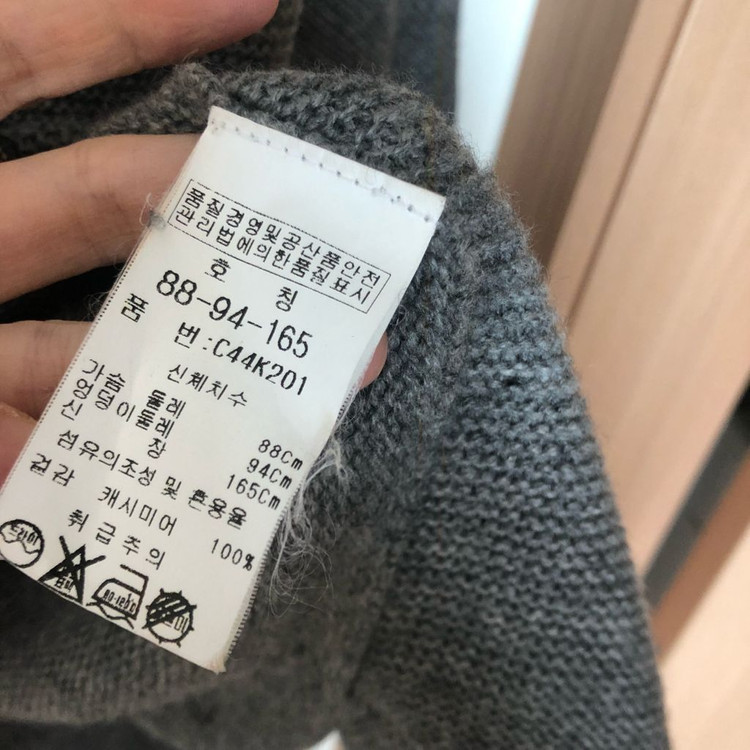 품질경영및공산품안전
관리법에의한품질표시
호 칭
88-94-165
품 번:C44K201
신체치수
가슴 둘레 88Cm
엉덩이둘레 94Cm
신 장 165Cm
섬유의조성 및 혼용율
겉감 캐시미어 100%
취급주의
드라이